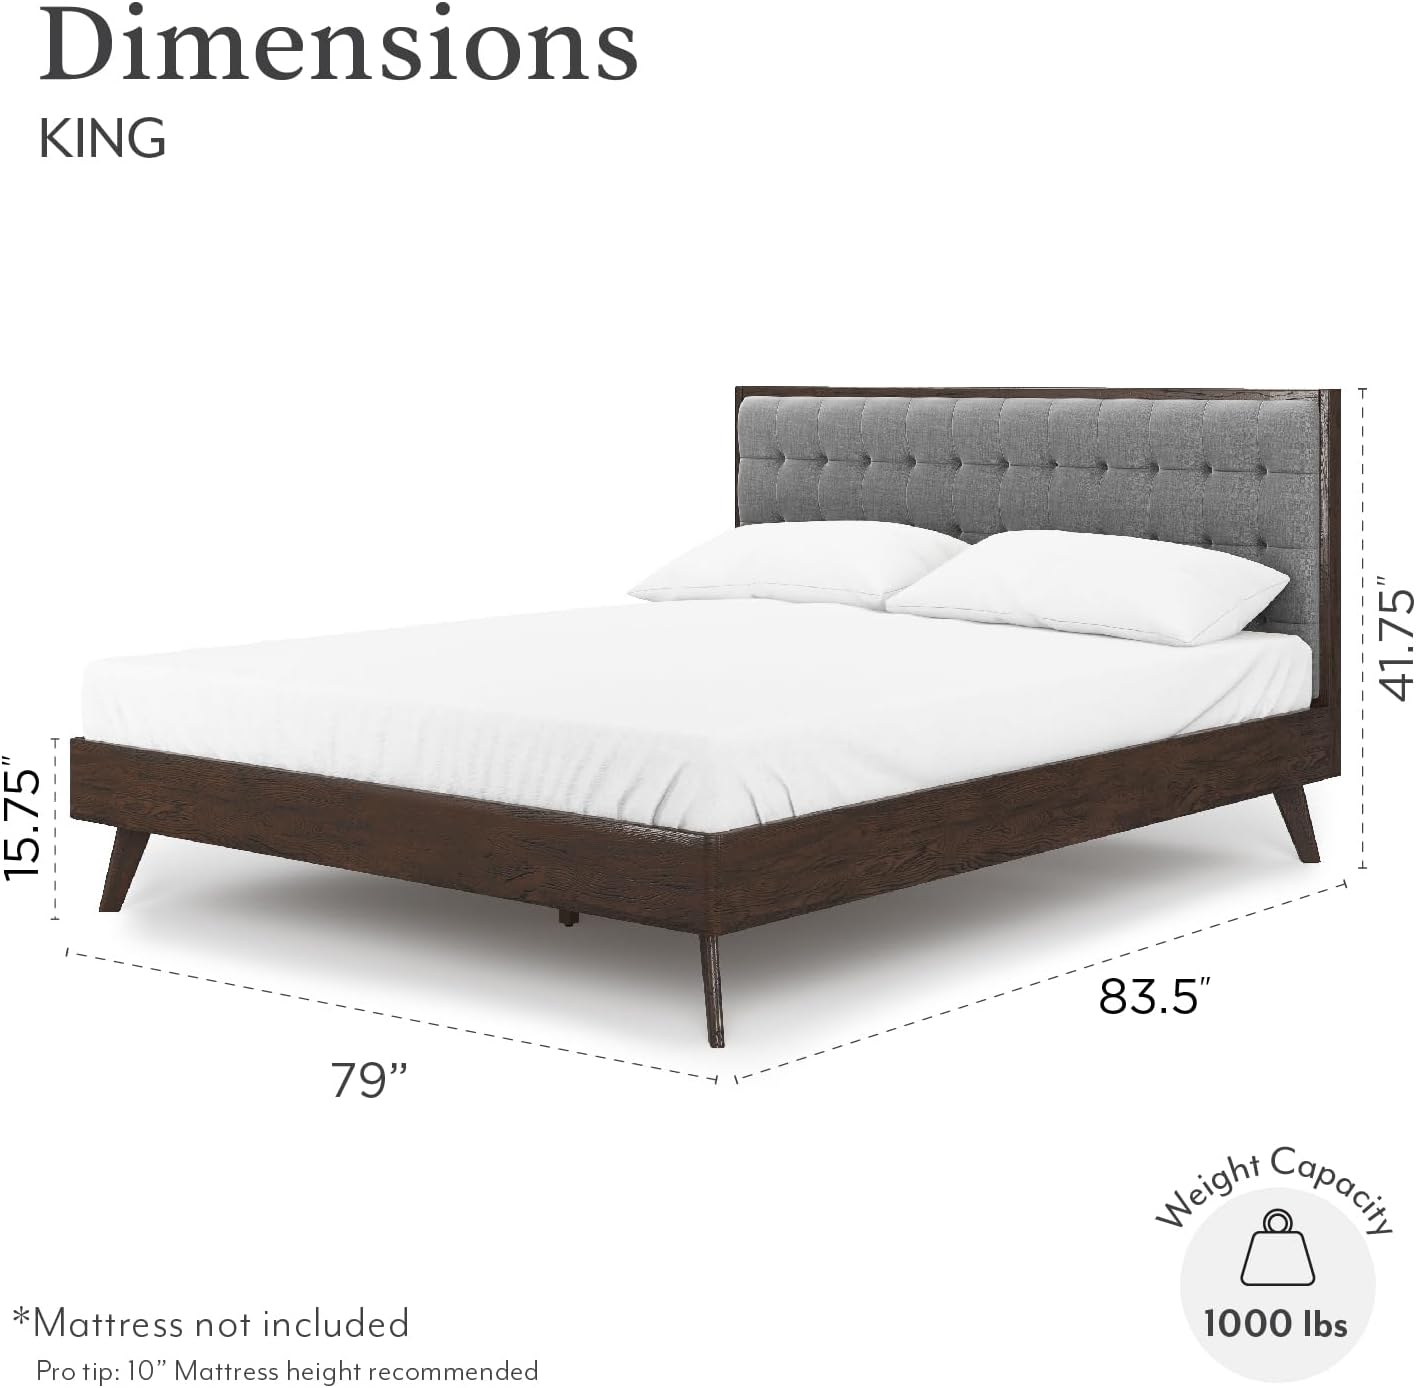 Dimensions
KING
41.75"
15.75"
83.5"
79”
Weight Capacity
1000 lbs
*Mattress not included
Pro tip: 10” Mattress height recommended